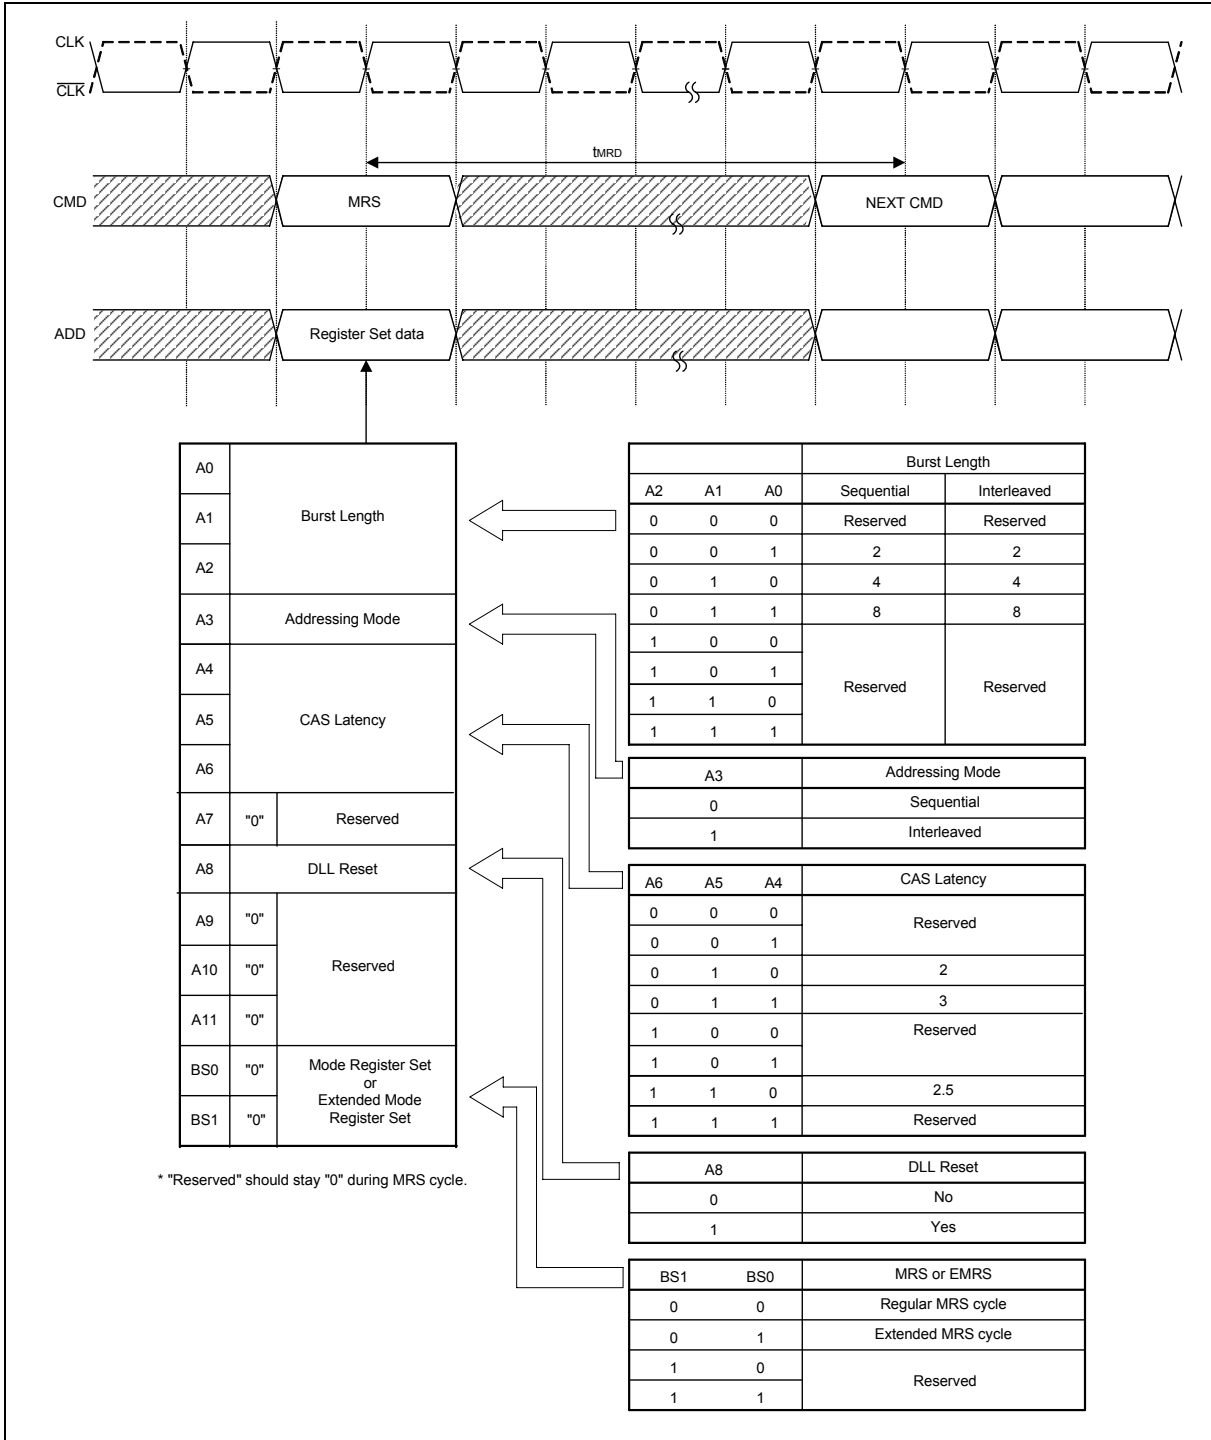 CLK
CLK
tMRD
CMD MRS NEXT CMD
ADD Register Set data
A0
A1 Burst Length
A2
A3 Addressing Mode
A4
A5 CAS Latency
A6
A7 "0" Reserved
A8 DLL Reset
A9 "0"
A10 "0" Reserved
A11 "0"
BS0 "0" Mode Register Set
or
Extended Mode
BS1 "0" Register Set
* "Reserved" should stay "0" during MRS cycle.
Burst Length
A2 A1 A0 Sequential Interleaved
0 0 0 Reserved Reserved
0 0 1 2 2
0 1 0 4 4
0 1 1 8 8
1 0 0
1 0 1
Reserved Reserved
1 1 0
1 1 1
A3 Addressing Mode
0 Sequential
1 Interleaved
A6 A5 A4 CAS Latency
0 0 0
Reserved
0 0 1
0 1 0 2
0 1 1 3
1 0 0 Reserved
1 0 1
1 1 0 2.5
1 1 1 Reserved
A8 DLL Reset
0 No
1 Yes
BS1 BS0 MRS or EMRS
0 0 Regular MRS cycle
0 1 Extended MRS cycle
1 0
Reserved
1 1